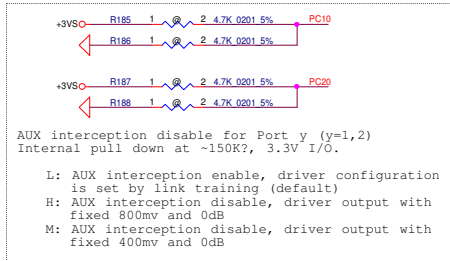 +3VS R185 1 @ 2 4.7K 0201 5% PC10
R186 1 @ 2 4.7K 0201 5%
+3VS R187 1 @ 2 4.7K 0201 5% PC20
R188 1 @ 2 4.7K 0201 5%
AUX interception disable for Port y (y=1,2)
Internal pull down at ~150K?, 3.3V I/O.
L: AUX interception enable, driver configuration
is set by link training (default)
H: AUX interception disable, driver output with
fixed 800mv and 0dB
M: AUX interception disable, driver output with
fixed 400mv and 0dB